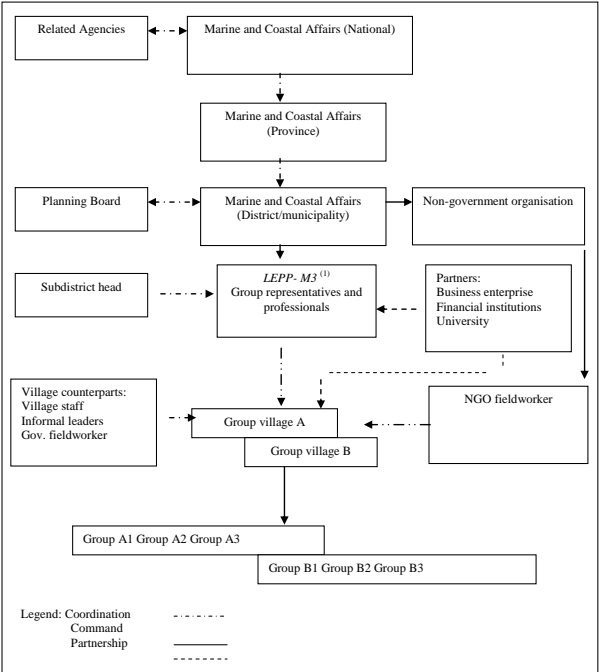 Related Agencies
Marine and Coastal Affairs (National)
Marine and Coastal Affairs
(Province)
Planning Board
Marine and Coastal Affairs
(District/municipality)
Non-government organisation
Subdistrict head
LEPP- M3 (1)
Group representatives and
professionals
Partners:
Business enterprise
Financial institutions
University
Village counterparts:
Village staff
Informal leaders
Gov. fieldworker
NGO fieldworker
Group village A
Group village B
Group A1 Group A2 Group A3
Group B1 Group B2 Group B3
Legend: Coordination
Command
Partnership